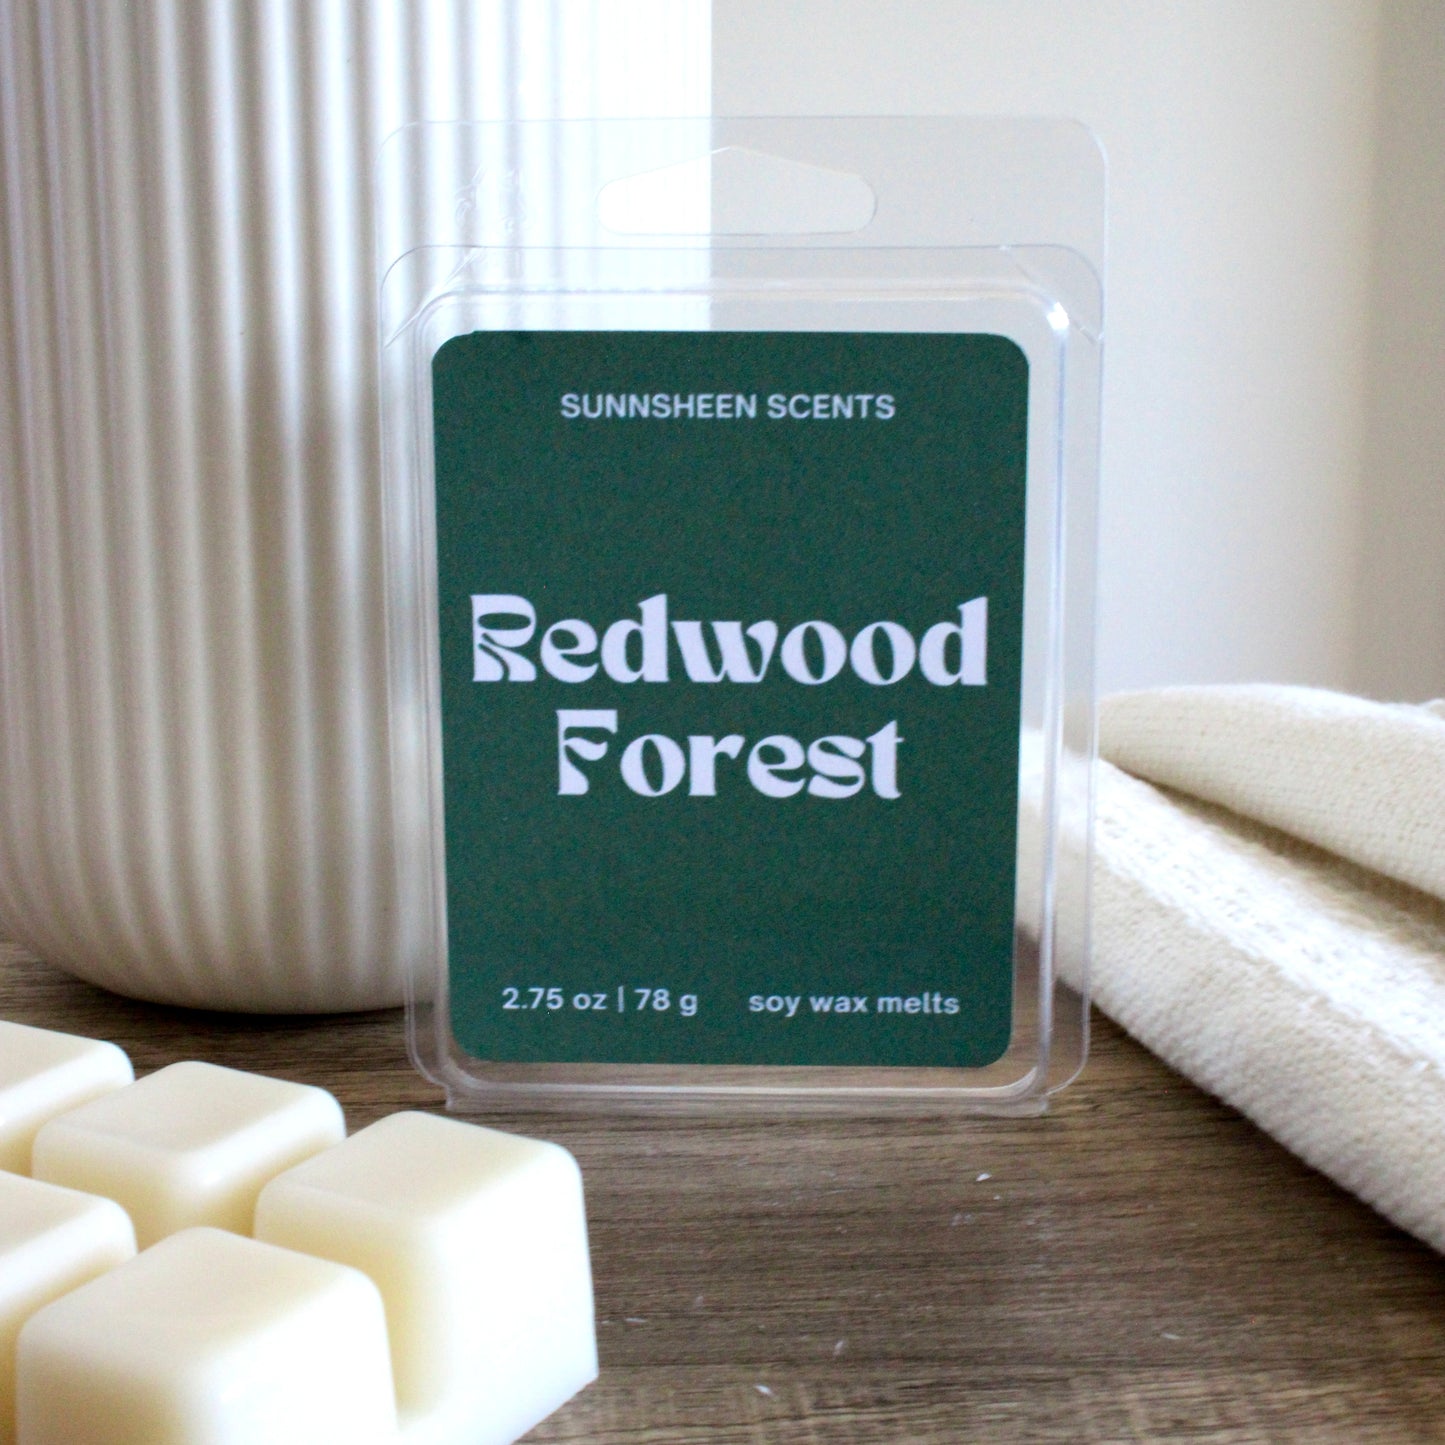 SUNNSHEEN SCENTS
Redwood
Forest
2.75 oz | 78 g soy wax melts